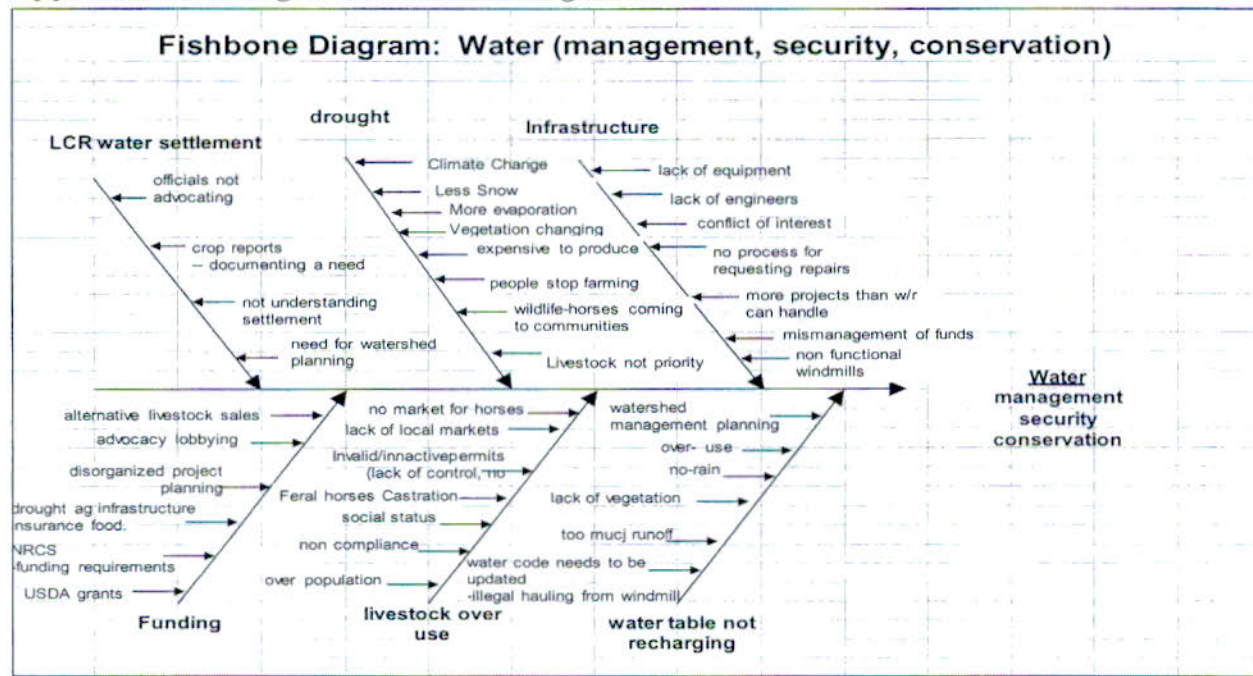 Fishbone Diagram: Water (management, security, conservation)
LCR water settlement
officials not
advocating
crop reports
– documenting a need
not understanding
settlement
need for watershed
planning
drought
Climate Change
Less Snow
More evaporation
Vegetation changing
expensive to produce
people stop farming
wildlife-horses coming
to communities
Livestock not priority
Infrastructure
lack of equipment
lack of engineers
conflict of interest
no process for
requesting repairs
more projects than w/r
can handle
mismanagement of funds
non functional
windmills
Water
management
security
conservation
alternative livestock sales
advocacy lobbying
disorganized project
planning
drought ag infrastructure
insurance food.
NRCS
-funding requirements
USDA grants
Funding
no market for horses
lack of local markets
Invalid/innactivepermits
(lack of control, no
Feral horses Castration
social status
non compliance
over population
livestock over
use
watershed
management planning
over- use
no-rain
lack of vegetation
too mucj runoff
water code needs to be
updated
-illegal hauling from windmill
water table not
recharging